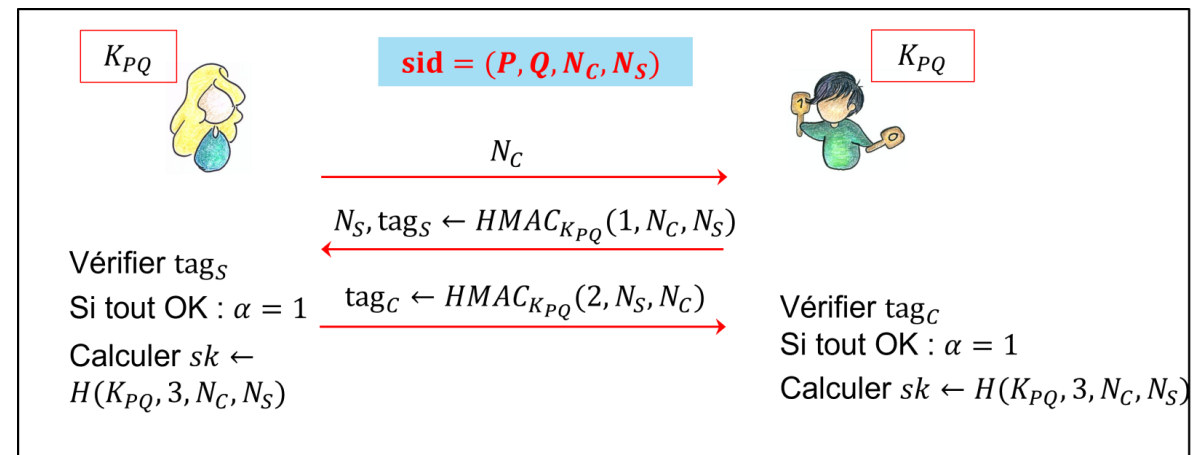 K_{PQ}
sid = (P, Q, N_C, N_S)
K_{PQ}
1
0
N_C
N_S, tag_S ← HMAC_{K_{PQ}}(1, N_C, N_S)
Vérifier tag_S
Si tout OK : α = 1
Calculer sk ←
H(K_{PQ}, 3, N_C, N_S)
tag_C ← HMAC_{K_{PQ}}(2, N_S, N_C)
Vérifier tag_C
Si tout OK : α = 1
Calculer sk ← H(K_{PQ}, 3, N_C, N_S)